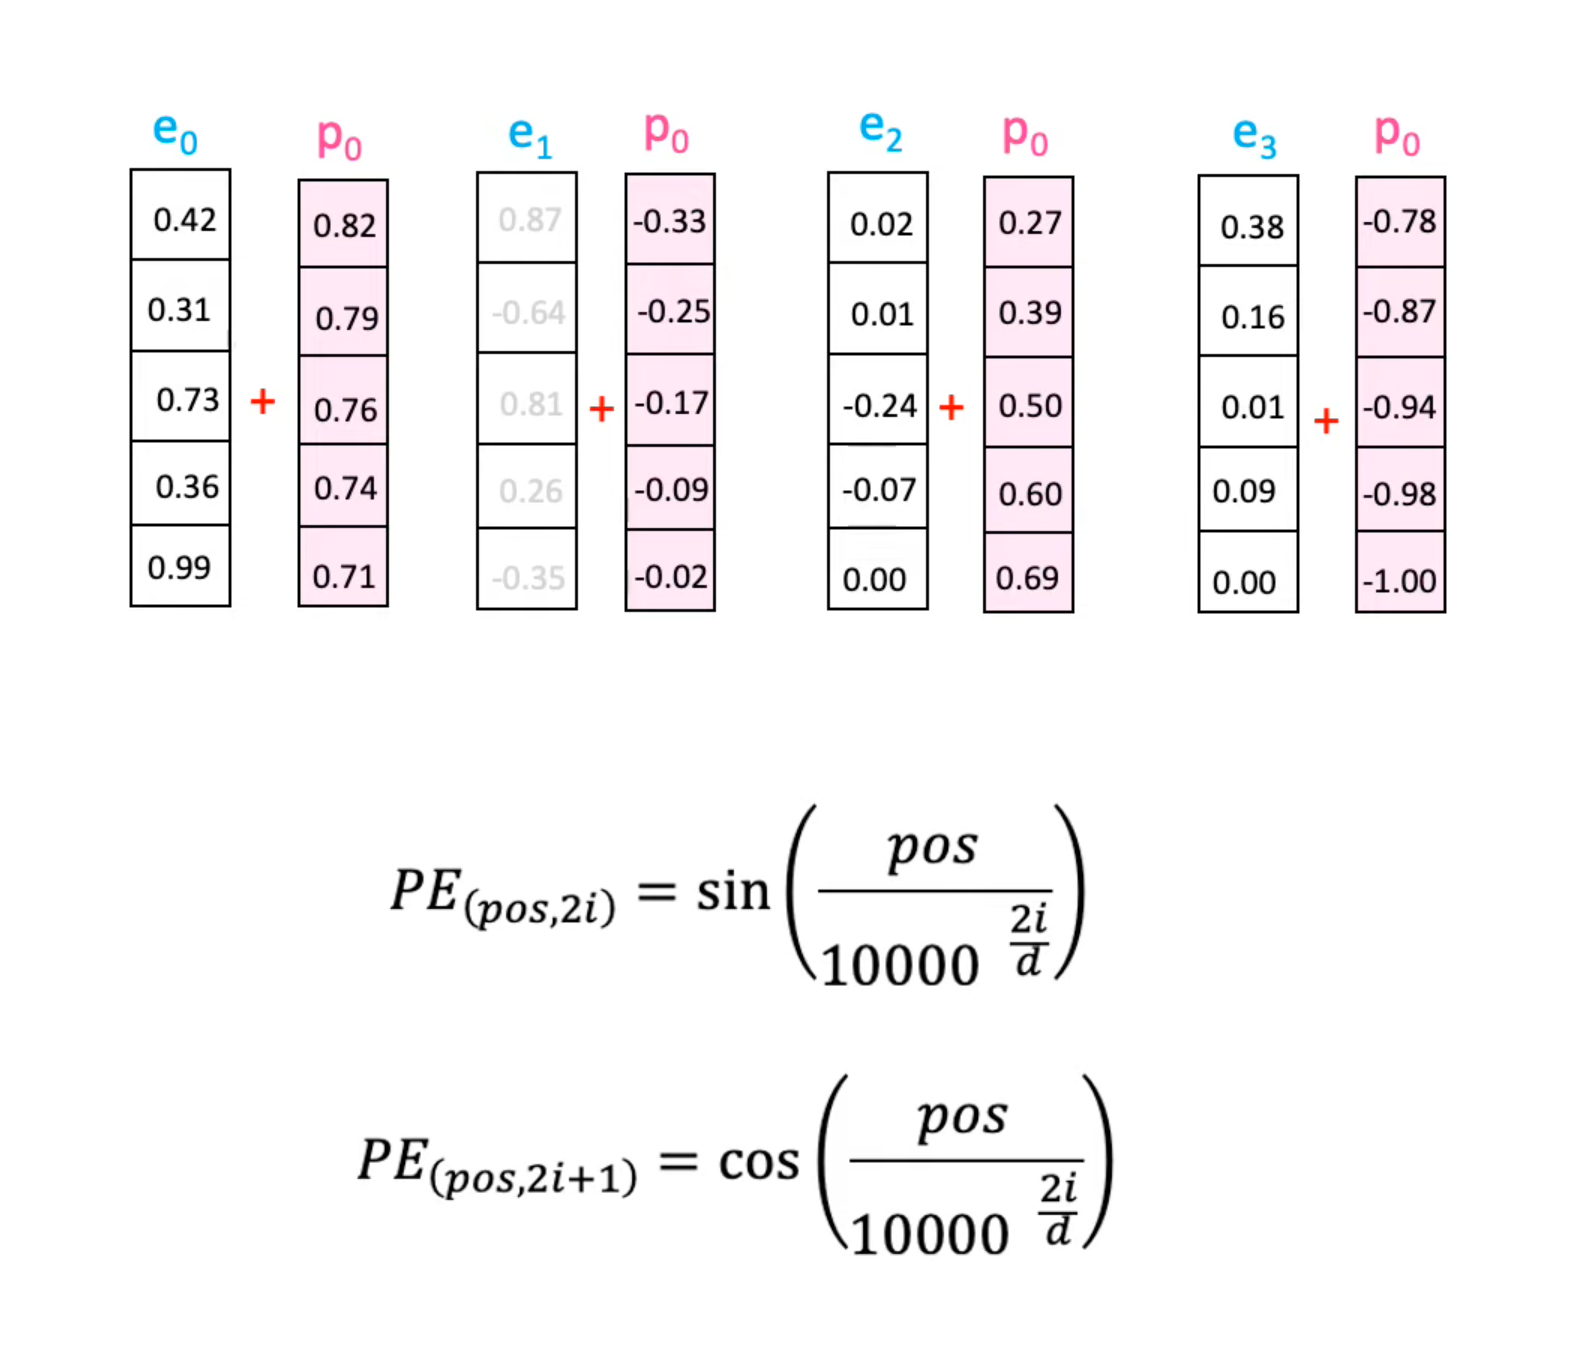 e₀ p₀ e₁ p₀ e₂ p₀ e₃ p₀
0.42 0.82 0.87 -0.33 0.02 0.27 0.38 -0.78
0.31 0.79 -0.64 -0.25 0.01 0.39 0.16 -0.87
0.73 + 0.76 0.81 + -0.17 -0.24 + 0.50 0.01 + -0.94
0.36 0.74 0.26 -0.09 -0.07 0.60 0.09 -0.98
0.99 0.71 -0.35 -0.02 0.00 0.69 0.00 -1.00
PE(pos,2i) = sin(pos / 10000^(2i/d))
PE(pos,2i+1) = cos(pos / 10000^(2i/d))